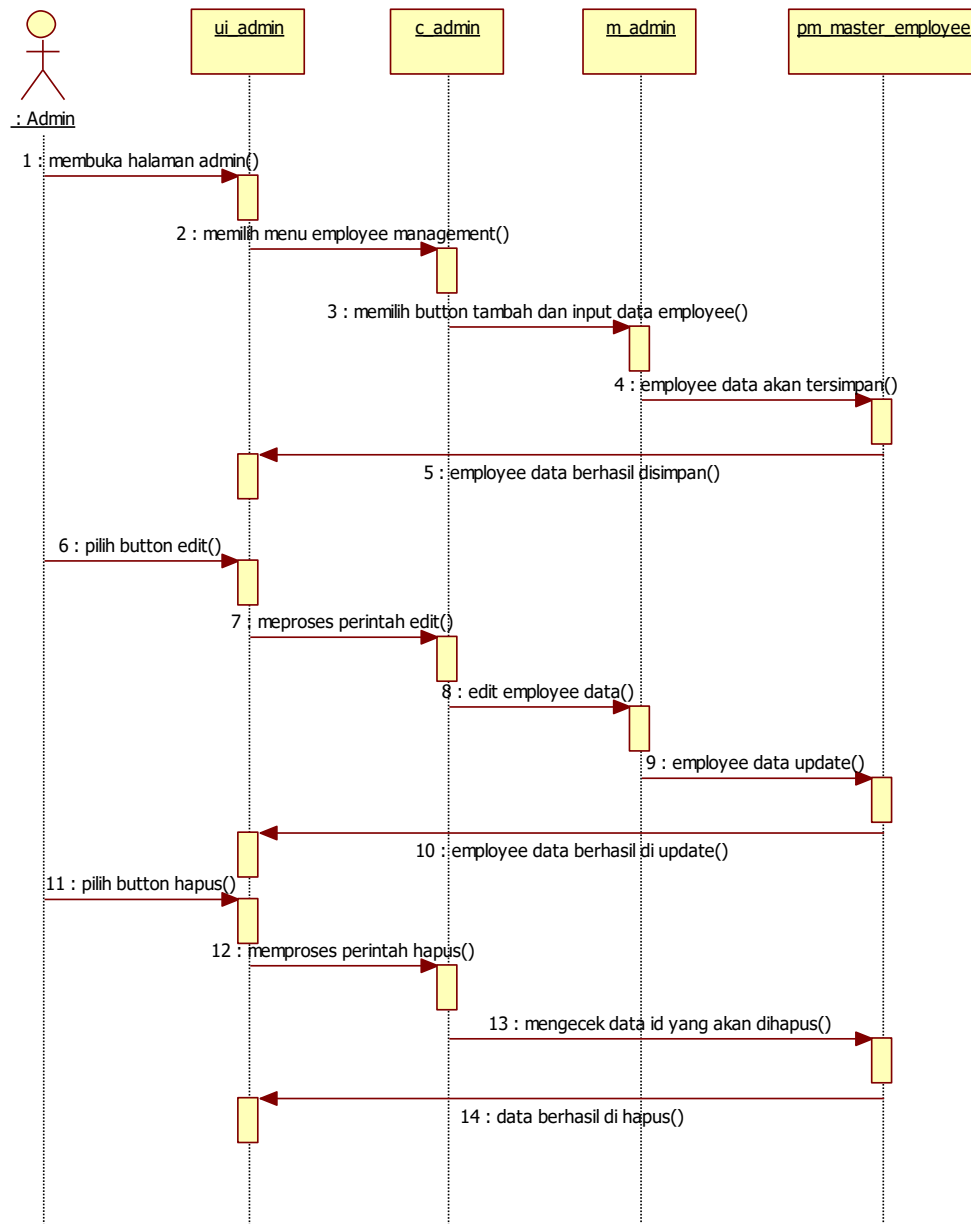 ui_admin
c_admin
m_admin
pm_master_employee
: Admin
1 : membuka halaman admin()
2 : memilih menu employee management()
3 : memilih button tambah dan input data employee()
4 : employee data akan tersimpan()
5 : employee data berhasil disimpan()
6 : pilih button edit()
7 : meproses perintah edit()
8 : edit employee data()
9 : employee data update()
10 : employee data berhasil di update()
11 : pilih button hapus()
12 : memproses perintah hapus()
13 : mengecek data id yang akan dihapus()
14 : data berhasil di hapus()